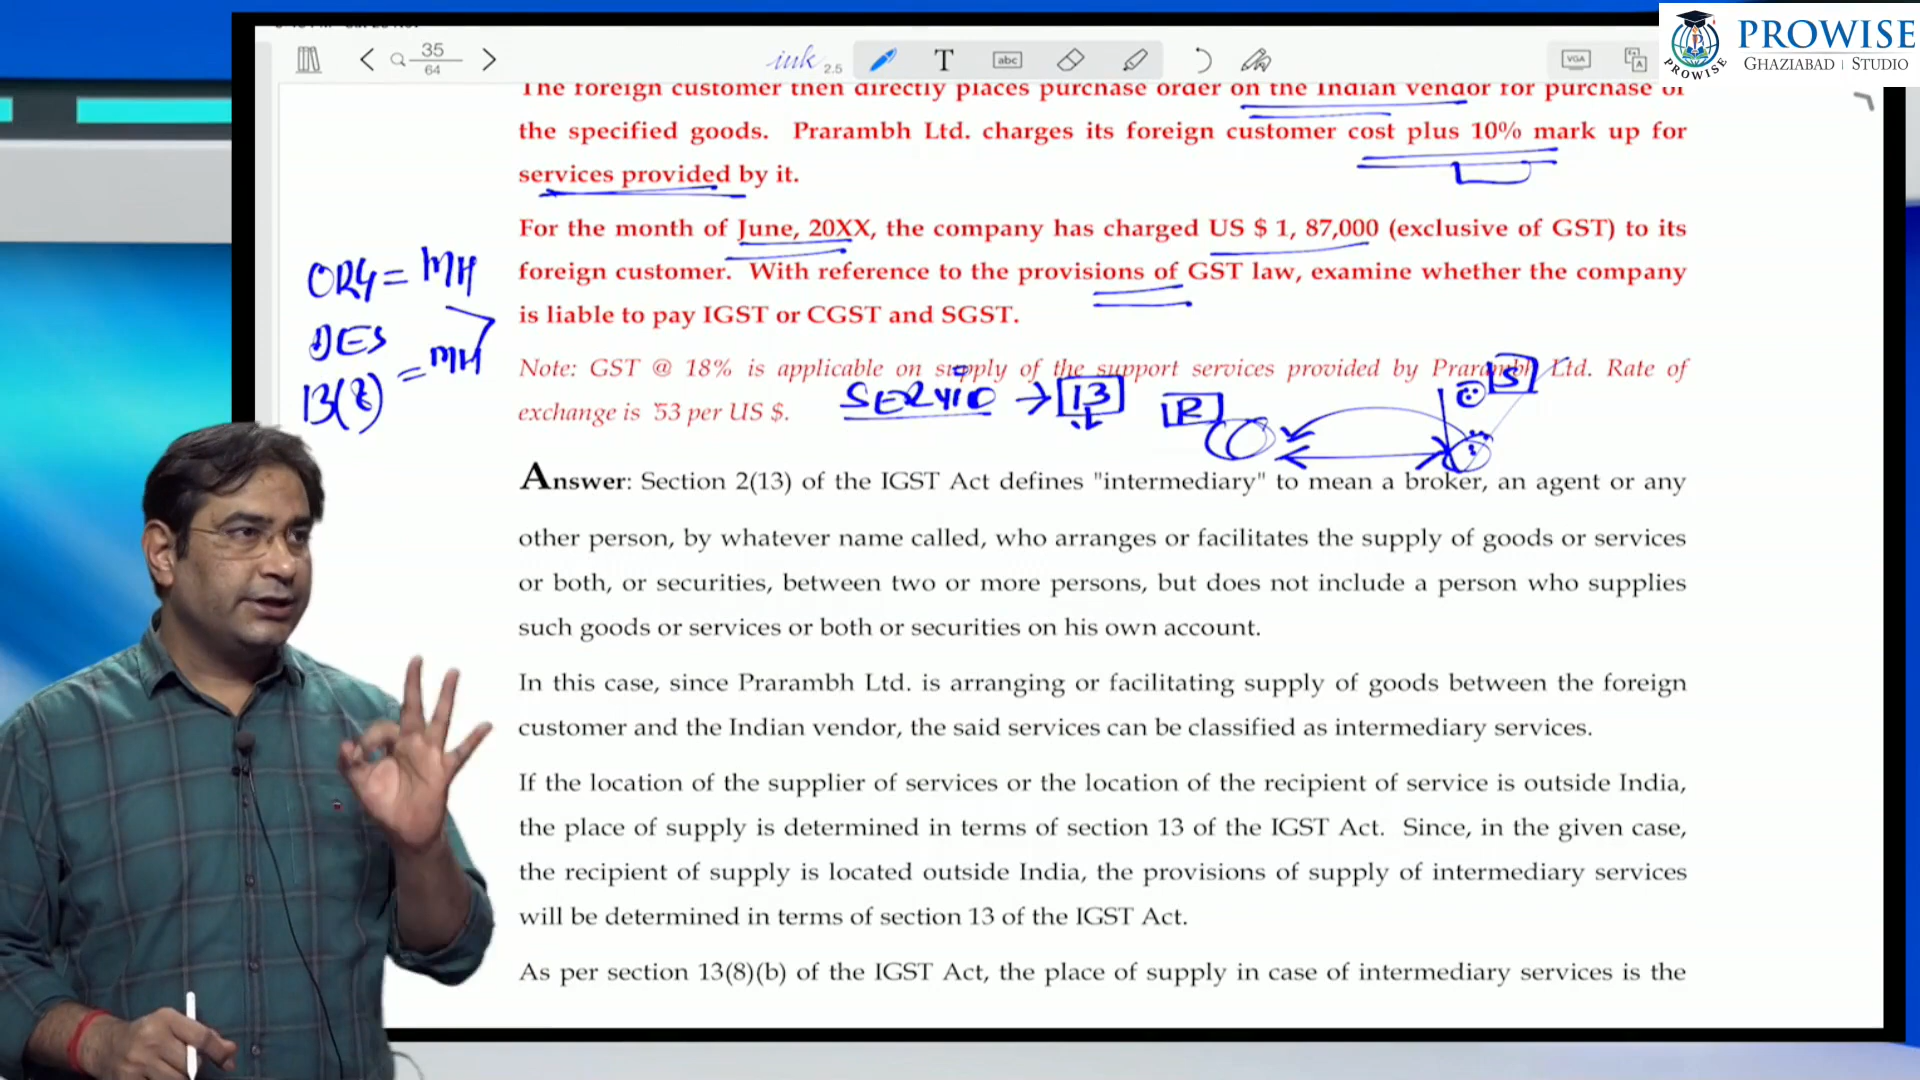 PROWISE
GHAZIABAD | STUDIO
PROWISE
35
64
ink 2.5
T
abc
VGA
The foreign customer then directly places purchase order on the Indian vendor for purchase of
the specified goods. Prarambh Ltd. charges its foreign customer cost plus 10% mark up for
services provided by it.
For the month of June, 20XX, the company has charged US $ 1, 87,000 (exclusive of GST) to its
foreign customer. With reference to the provisions of GST law, examine whether the company
is liable to pay IGST or CGST and SGST.
Note: GST @ 18% is applicable on supply of the support services provided by Prarambh Ltd. Rate of
exchange is `53 per US $.
= MH
DES
13(8) = MH
→ 13
R
S
Answer: Section 2(13) of the IGST Act defines "intermediary" to mean a broker, an agent or any
other person, by whatever name called, who arranges or facilitates the supply of goods or services
or both, or securities, between two or more persons, but does not include a person who supplies
such goods or services or both or securities on his own account.
In this case, since Prarambh Ltd. is arranging or facilitating supply of goods between the foreign
customer and the Indian vendor, the said services can be classified as intermediary services.
If the location of the supplier of services or the location of the recipient of service is outside India,
the place of supply is determined in terms of section 13 of the IGST Act. Since, in the given case,
the recipient of supply is located outside India, the provisions of supply of intermediary services
will be determined in terms of section 13 of the IGST Act.
As per section 13(8)(b) of the IGST Act, the place of supply in case of intermediary services is the